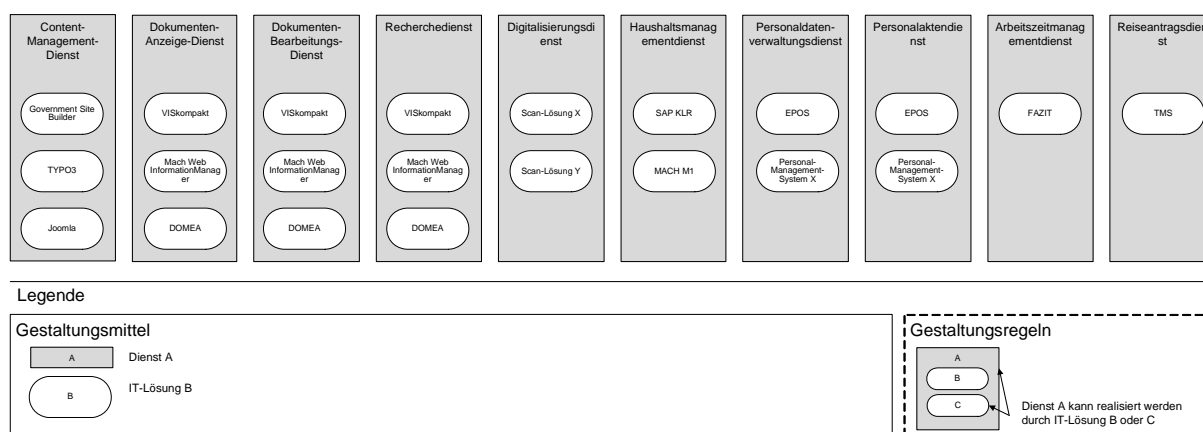 Content-
Management-
Dienst
Government Site
Builder
TYPO3
Joomla
Dokumenten-
Anzeige-Dienst
VISkompakt
Mach Web
InformationManag
er
DOMEA
Dokumenten-
Bearbeitungs-
Dienst
VISkompakt
Mach Web
InformationManag
er
DOMEA
Recherchedienst
VISkompakt
Mach Web
InformationManag
er
DOMEA
Digitalisierungsdi
enst
Scan-Lösung X
Scan-Lösung Y
Haushaltsmanag
ementdienst
SAP KLR
MACH M1
Personaldaten-
verwaltungsdienst
EPOS
Personal-
Management-
System X
Personalaktendie
nst
EPOS
Personal-
Management-
System X
Arbeitszeitmanag
ementdienst
FAZIT
Reiseantragsdien
st
TMS
Legende
Gestaltungsmittel
A
Dienst A
B
IT-Lösung B
Gestaltungsregeln
A
B
C
Dienst A kann realisiert werden
durch IT-Lösung B oder C